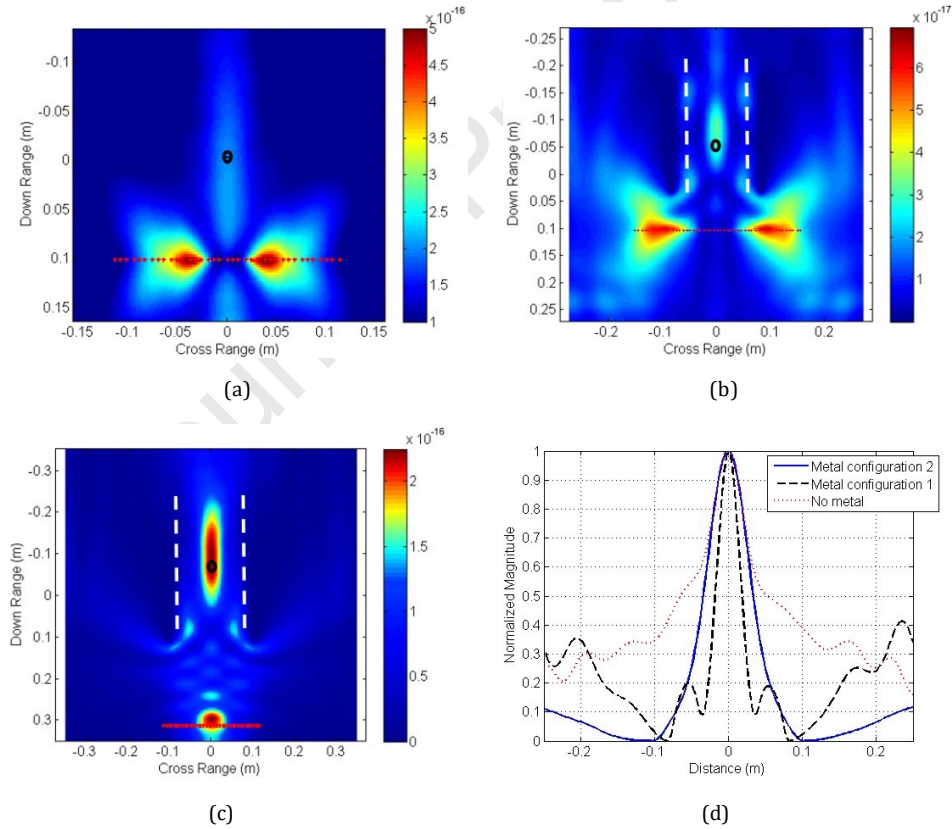 x 10^-16
-0.1
-0.05
0
0.05
0.1
0.15
Down Range (m)
-0.15 -0.1 -0.05 0 0.05 0.1 0.15
Cross Range (m)
5
4.5
4
3.5
3
2.5
2
1.5
1
(a)
x 10^-17
-0.25
-0.2
-0.15
-0.1
-0.05
0
0.05
0.1
0.15
0.2
0.25
Down Range (m)
-0.2 -0.1 0 0.1 0.2
Cross Range (m)
6
5
4
3
2
1
(b)
x 10^-16
-0.3
-0.2
-0.1
0
0.1
0.2
0.3
Down Range (m)
-0.3 -0.2 -0.1 0 0.1 0.2 0.3
Cross Range (m)
2
1.5
1
0.5
0
(c)
1
0.9
0.8
0.7
0.6
0.5
0.4
0.3
0.2
0.1
0
Normalized Magnitude
Metal configuration 2
Metal configuration 1
No metal
-0.2 -0.1 0 0.1 0.2
Distance (m)
(d)